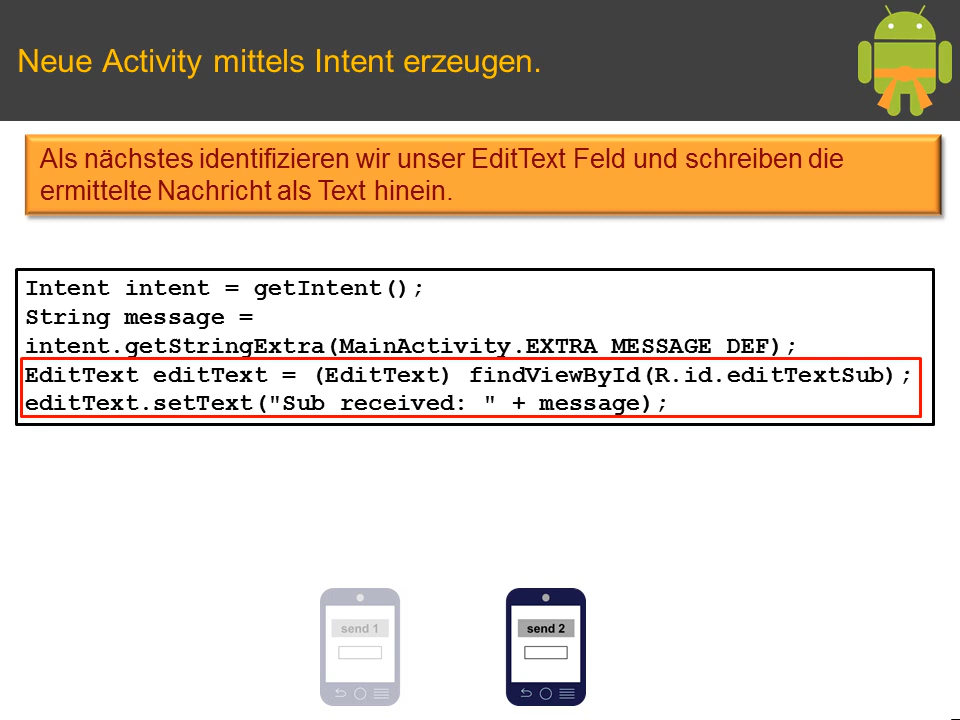 Neue Activity mittels Intent erzeugen.
Als nächstes identifizieren wir unser EditText Feld und schreiben die
ermittelte Nachricht als Text hinein.
Intent intent = getIntent();
String message =
intent.getStringExtra(MainActivity.EXTRA_MESSAGE_DEF);
EditText editText = (EditText) findViewById(R.id.editTextSub);
editText.setText("Sub received: " + message);
send 1
send 2